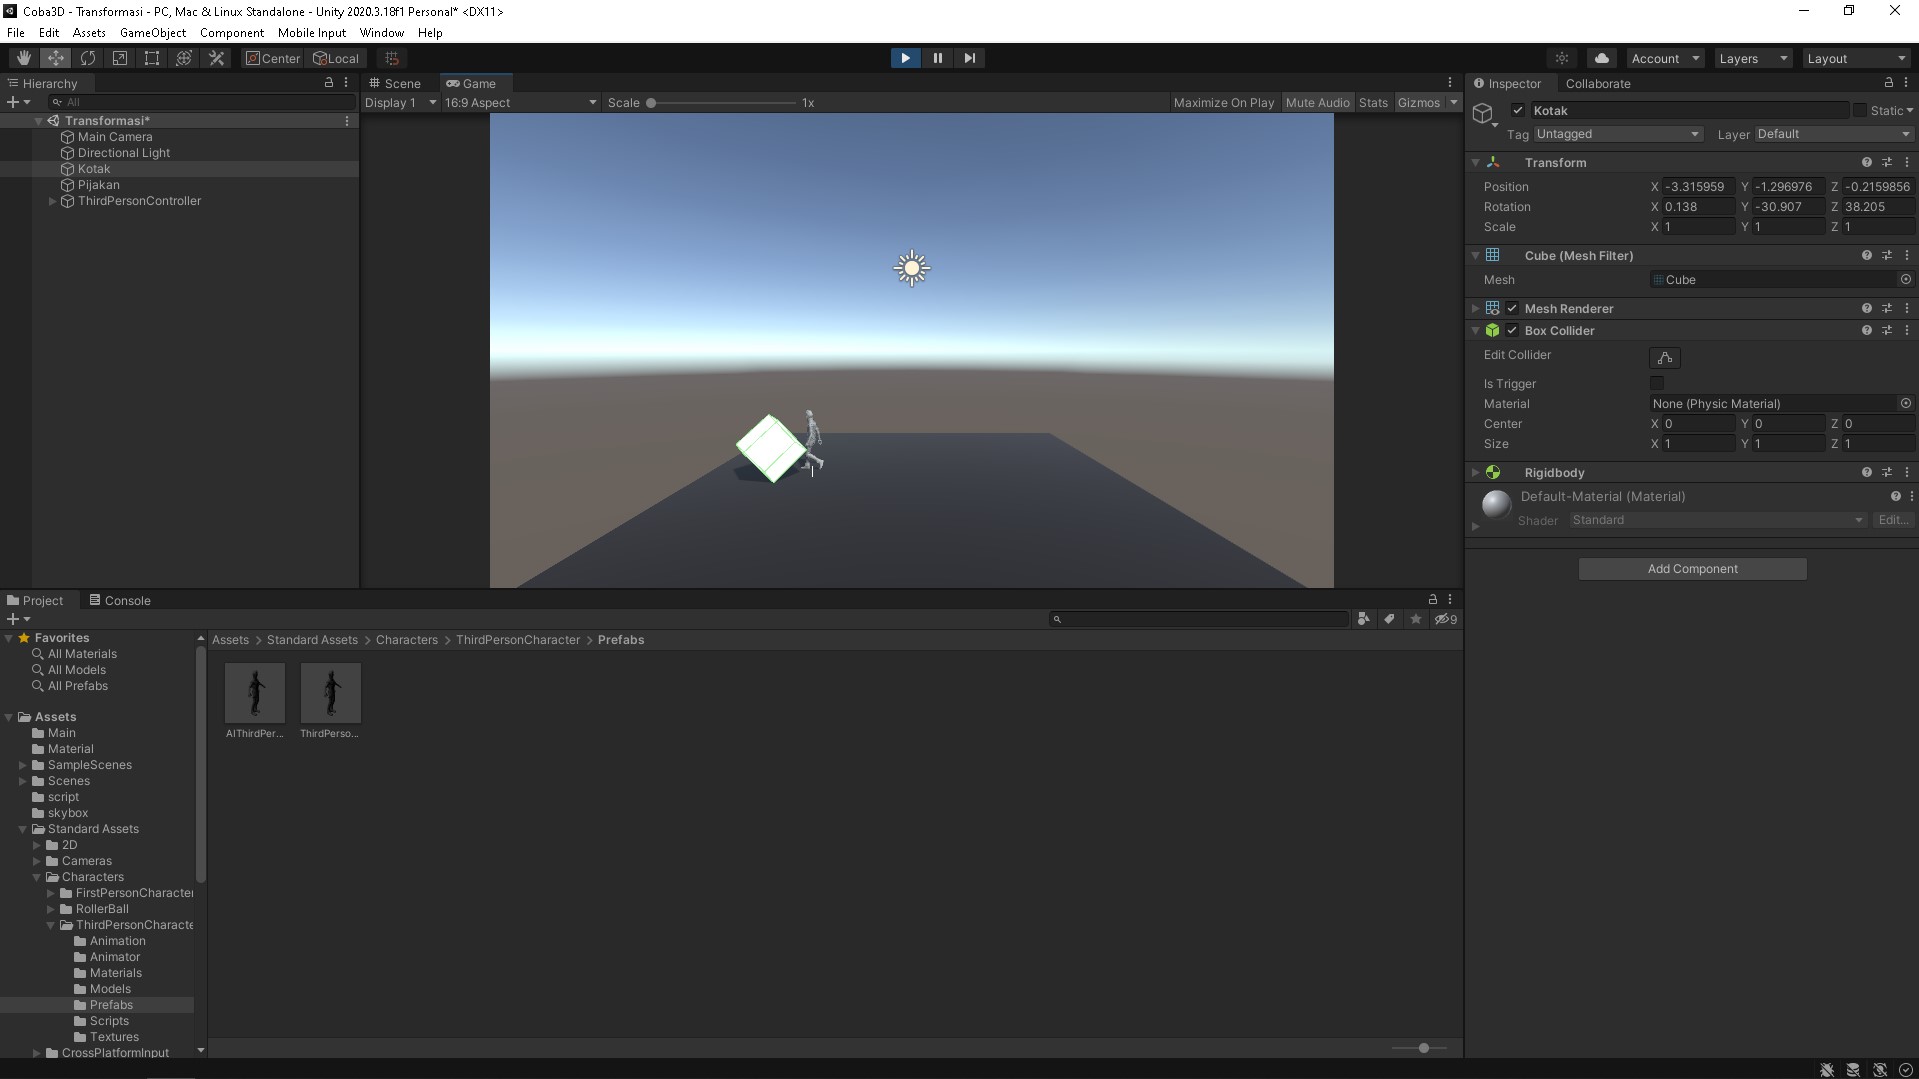 Coba3D - Transformasi - PC, Mac & Linux Standalone - Unity 2020.3.18f1 Personal* <DX11>
File Edit Assets GameObject Component Mobile Input Window Help
Center Local Account Layers Layout
Hierarchy
All
Transformasi*
Main Camera
Directional Light
Kotak
Pijakan
ThirdPersonController
Scene Game
Display 1 16:9 Aspect Scale 1x Maximize On Play Mute Audio Stats Gizmos
Inspector Collaborate
Kotak Static
Tag Untagged Layer Default
Transform
Position X -3.315959 Y -1.296976 Z -0.2159856
Rotation X 0.138 Y -30.907 Z 38.205
Scale X 1 Y 1 Z 1
Cube (Mesh Filter)
Mesh Cube
Mesh Renderer
Box Collider
Edit Collider
Is Trigger
Material None (Physic Material)
Center X 0 Y 0 Z 0
Size X 1 Y 1 Z 1
Rigidbody
Default-Material (Material)
Shader Standard Edit...
Add Component
Project Console
9
Favorites
All Materials
All Models
All Prefabs
Assets
Main
Material
SampleScenes
Scenes
script
skybox
Standard Assets
2D
Cameras
Characters
FirstPersonCharacter
RollerBall
ThirdPersonCharacte
Animation
Animator
Materials
Models
Prefabs
Scripts
Textures
CrossPlatformInput
Assets > Standard Assets > Characters > ThirdPersonCharacter > Prefabs
AIThirdPer... ThirdPerso...